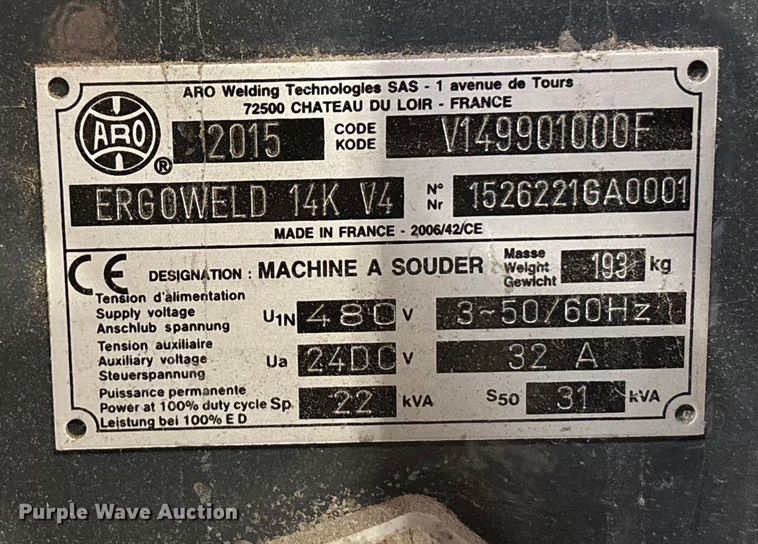 ARO Welding Technologies SAS - 1 avenue de Tours
72500 CHATEAU DU LOIR - FRANCE
ARO ® 2015 CODE KODE V149901000F
ERGOWELD 14K V4 N° Nr 1526221GA0001
MADE IN FRANCE - 2006/42/CE
CE DESIGNATION : MACHINE A SOUDER Masse Weight Gewicht 193 kg
Tension d'alimentation
Supply voltage U1N 480 V 3~50/60Hz
Anschlub spannung
Tension auxiliaire
Auxiliary voltage Ua 24DC V 32 A
Steuerspannung
Puissance permanente
Power at 100% duty cycle Sp 22 kVA S50 31 kVA
Leistung bei 100% E D
Purple Wave Auction